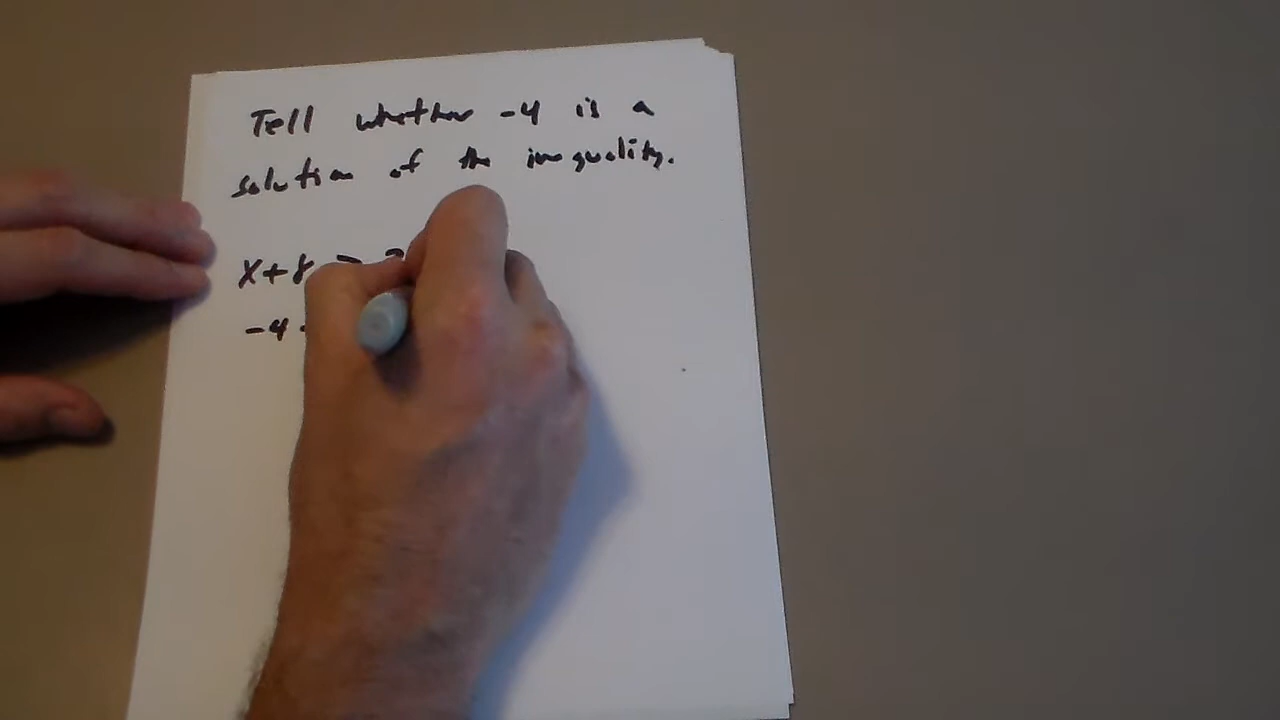 Tell whether -4 is a
solution of the inequality.
x+8
-4